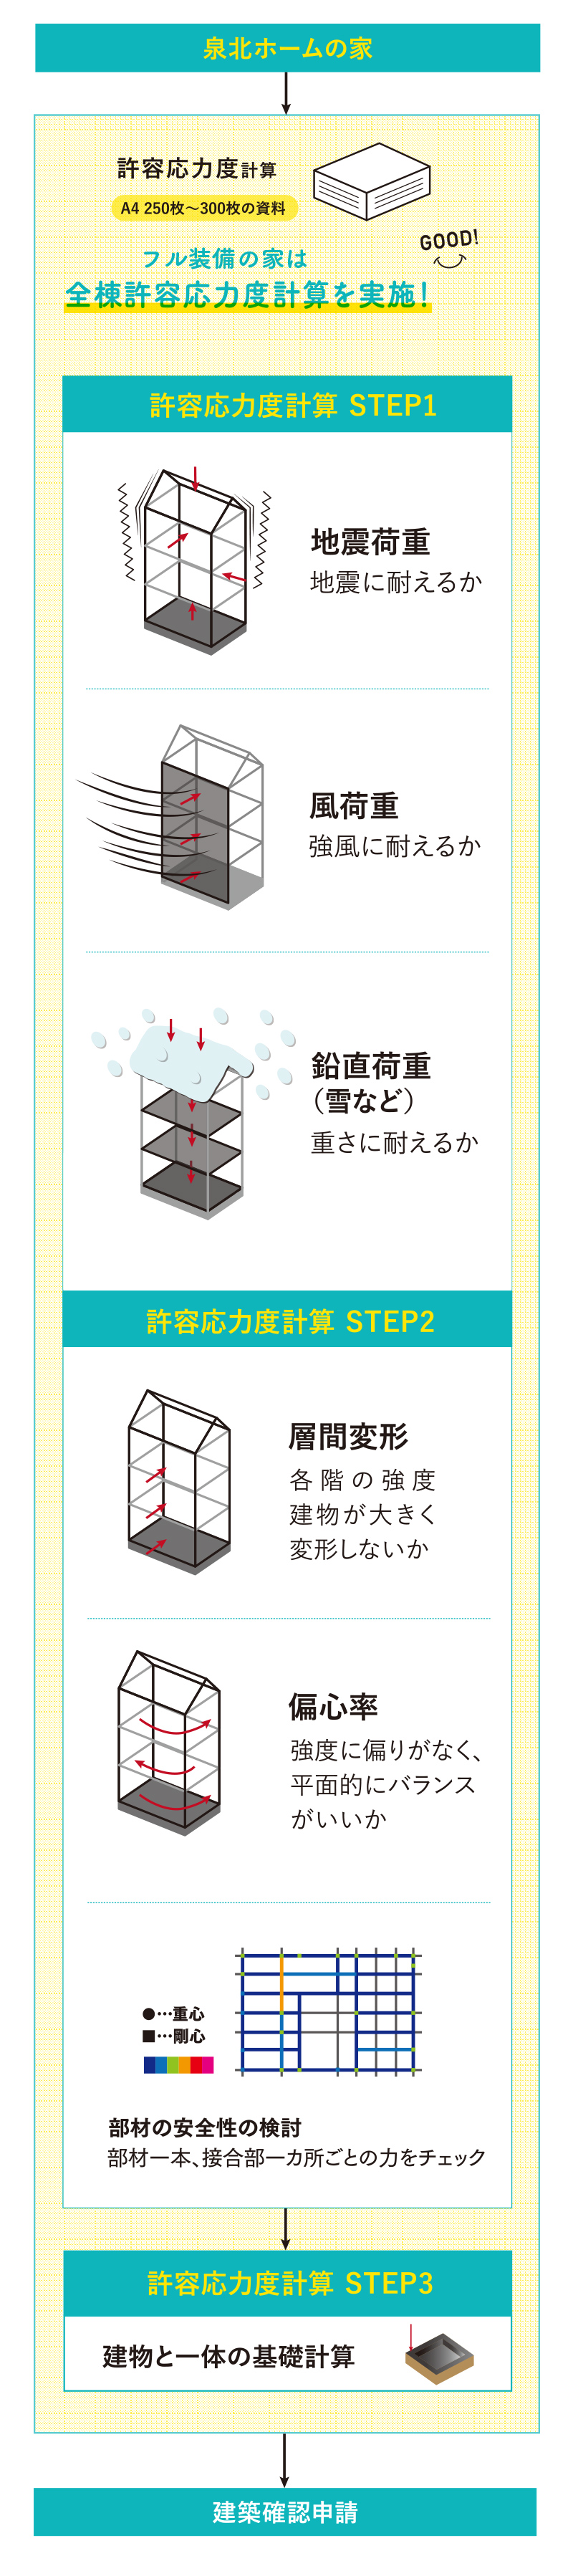 泉北ホームの家
許容応力度計算
A4 250枚〜300枚の資料
GOOD!
フル装備の家は
全棟許容応力度計算を実施!
許容応力度計算 STEP1
地震荷重
地震に耐えるか
風荷重
強風に耐えるか
鉛直荷重
（雪など）
重さに耐えるか
許容応力度計算 STEP2
層間変形
各階の強度
建物が大きく
変形しないか
偏心率
強度に偏りがなく、
平面的にバランス
がいいか
●…重心
■…剛心
部材の安全性の検討
部材一本、接合部一カ所ごとの力をチェック
許容応力度計算 STEP3
建物と一体の基礎計算
建築確認申請